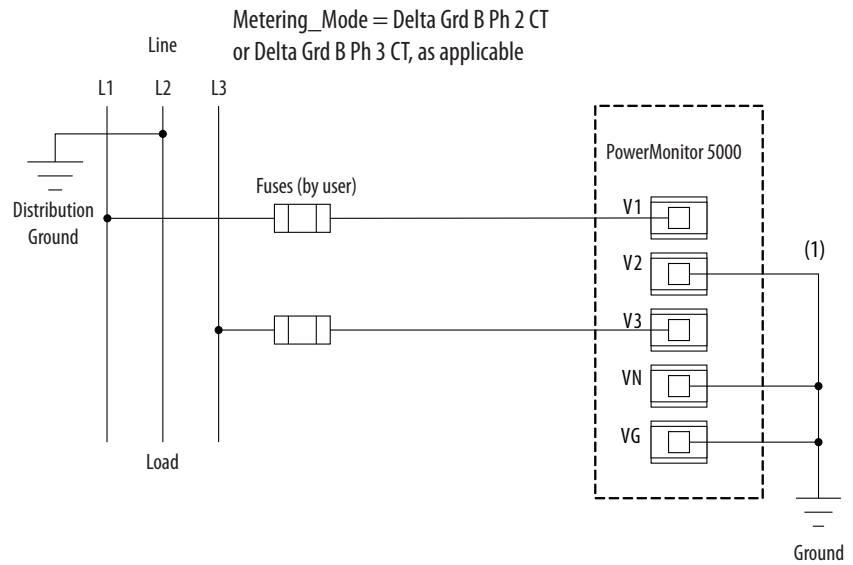 Metering_Mode = Delta Grd B Ph 2 CT
or Delta Grd B Ph 3 CT, as applicable
Line
L1 L2 L3
PowerMonitor 5000
Fuses (by user)
Distribution
Ground
V1
V2
(1)
V3
VN
VG
Load
Ground